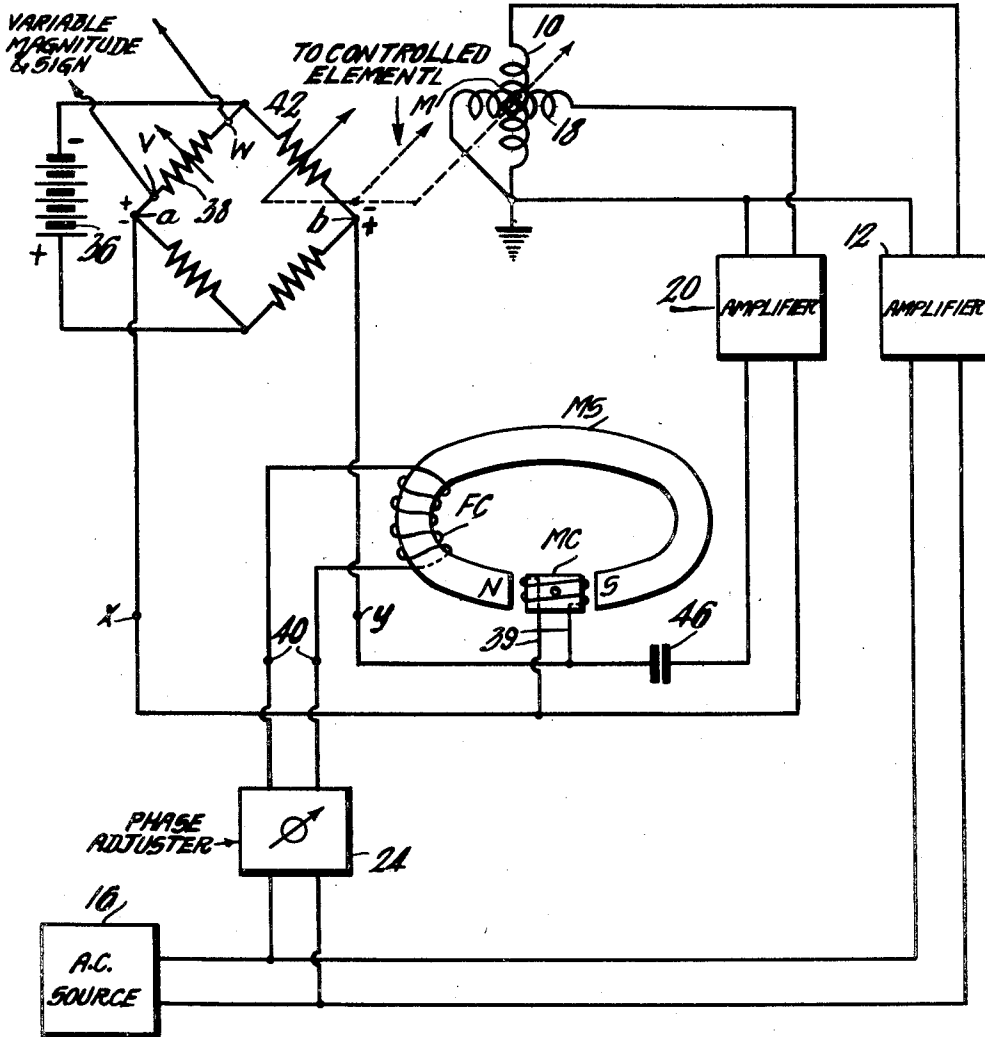 VARIABLE
MAGNITUDE
& SIGN
TO CONTROLLED
ELEMENT
10
42
M
18
V
W
-
+
-
a
38
b
-
+
36
+
20
AMPLIFIER
12
AMPLIFIER
MS
FC
MC
N
S
39
46
y
40
PHASE
ADJUSTER
24
16
A.C.
SOURCE